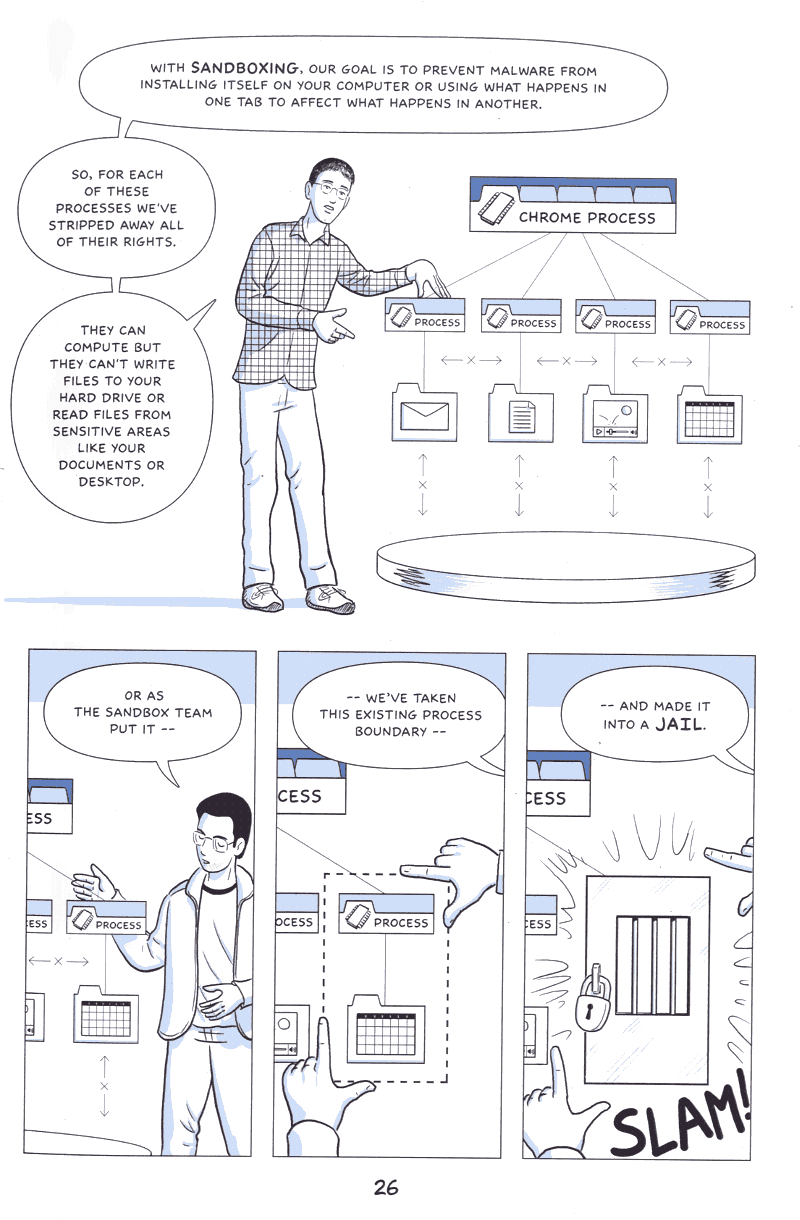 WITH SANDBOXING, OUR GOAL IS TO PREVENT MALWARE FROM
INSTALLING ITSELF ON YOUR COMPUTER OR USING WHAT HAPPENS IN
ONE TAB TO AFFECT WHAT HAPPENS IN ANOTHER.
SO, FOR EACH
OF THESE
PROCESSES WE'VE
STRIPPED AWAY ALL
OF THEIR RIGHTS.
THEY CAN
COMPUTE BUT
THEY CAN'T WRITE
FILES TO YOUR
HARD DRIVE OR
READ FILES FROM
SENSITIVE AREAS
LIKE YOUR
DOCUMENTS OR
DESKTOP.
CHROME PROCESS
PROCESS
PROCESS
PROCESS
PROCESS
OR AS
THE SANDBOX TEAM
PUT IT --
ESS
ESS
PROCESS
-- WE'VE TAKEN
THIS EXISTING PROCESS
BOUNDARY --
CESS
OCESS
PROCESS
-- AND MADE IT
INTO A JAIL.
CESS
ESS
SLAM!
26